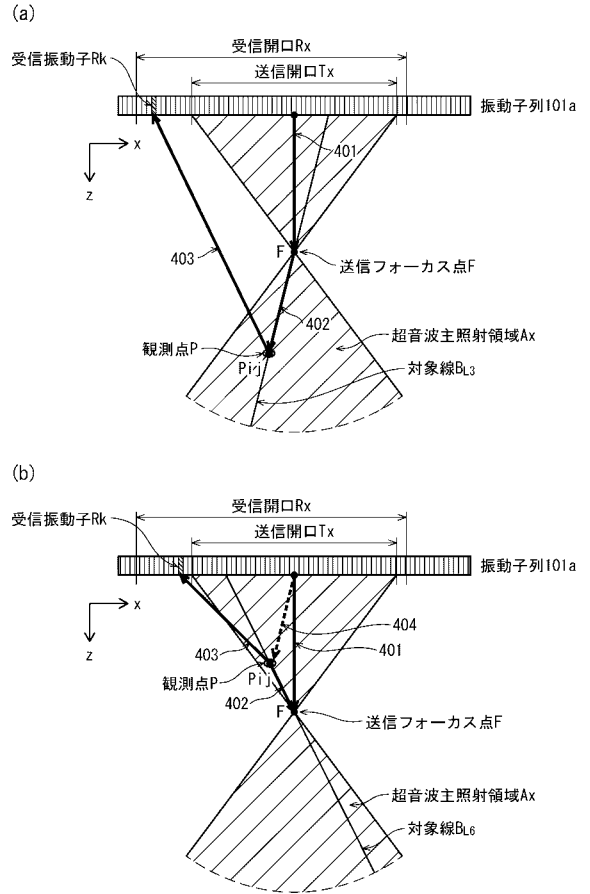 (a)
受信開口Rx
受信振動子Rk
送信開口Tx
振動子列101a
x
z
401
403
F
送信フォーカス点F
402
超音波主照射領域Ax
観測点P
Pij
対象線BL3
(b)
受信開口Rx
受信振動子Rk
送信開口Tx
振動子列101a
x
z
404
403
401
観測点P
Pij
402
F
送信フォーカス点F
超音波主照射領域Ax
対象線BL6